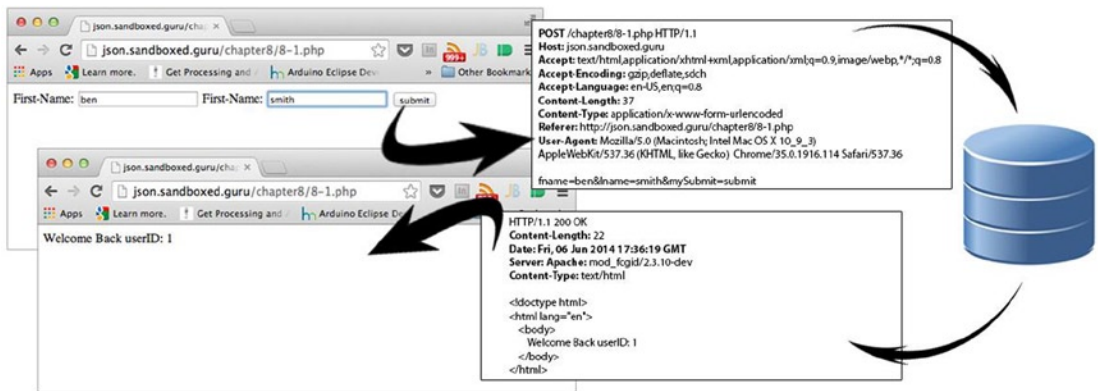 json.sandboxed.guru/cha
json.sandboxed.guru/chapter8/8-1.php
999+
JB
Apps Learn more. Get Processing and Arduino Eclipse Dev » Other Bookmark
First-Name: ben First-Name: smith submit
POST /chapter8/8-1.php HTTP/1.1
Host: json.sandboxed.guru
Accept: text/html,application/xhtml+xml,application/xml;q=0.9,image/webp,*/*;q=0.8
Accept-Encoding: gzip,deflate,sdch
Accept-Language: en-US,en;q=0.8
Content-Length: 37
Content-Type: application/x-www-form-urlencoded
Referer: http://json.sandboxed.guru/chapter8/8-1.php
User-Agent: Mozilla/5.0 (Macintosh; Intel Mac OS X 10_9_3)
AppleWebKit/537.36 (KHTML, like Gecko) Chrome/35.0.1916.114 Safari/537.36
fname=ben&lname=smith&mySubmit=submit
json.sandboxed.guru/cha
json.sandboxed.guru/chapter8/8-1.php
JB
Apps Learn more. Get Processing and Arduino Eclipse De
Welcome Back userID: 1
HTTP/1.1 200 OK
Content-Length: 22
Date: Fri, 06 Jun 2014 17:36:19 GMT
Server: Apache: mod_fcgid/2.3.10-dev
Content-Type: text/html
<!doctype html>
<html lang="en">
<body>
Welcome Back userID: 1
</body>
</html>